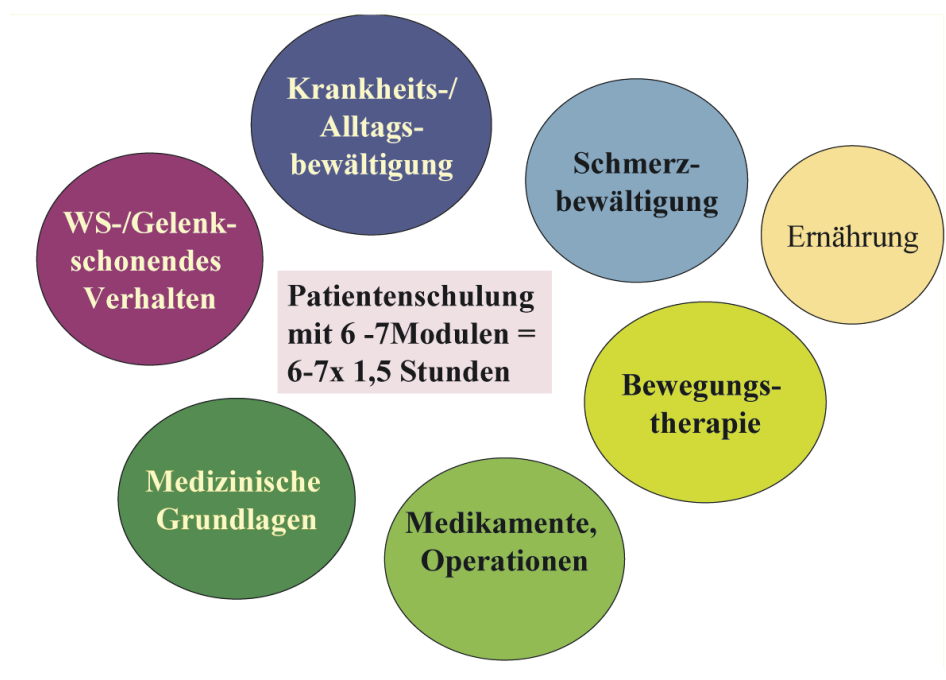 Krankheits-/
Alltags-
bewältigung
Schmerz-
bewältigung
Ernährung
WS-/Gelenk-
schonendes
Verhalten
Patientenschulung
mit 6 -7Modulen =
6-7x 1,5 Stunden
Bewegungs-
therapie
Medizinische
Grundlagen
Medikamente,
Operationen